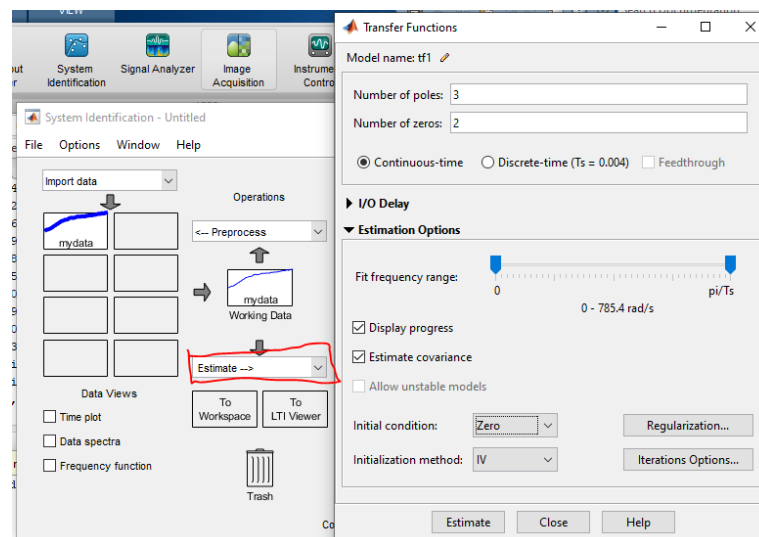 VIEW
System Identification
Signal Analyzer
Image Acquisition
System Identification - Untitled
File Options Window Help
Import data
Operations
mydata
<-- Preprocess
mydata
Working Data
Estimate -->
Data Views
To Workspace
To LTI Viewer
Time plot
Data spectra
Frequency function
Trash
Transfer Functions
Model name: tf1
Number of poles: 3
Number of zeros: 2
Continuous-time Discrete-time (Ts = 0.004) Feedthrough
I/O Delay
Estimation Options
Fit frequency range:
0 pi/Ts
0 - 785.4 rad/s
Display progress
Estimate covariance
Allow unstable models
Initial condition: Zero Regularization...
Initialization method: IV Iterations Options...
Estimate Close Help